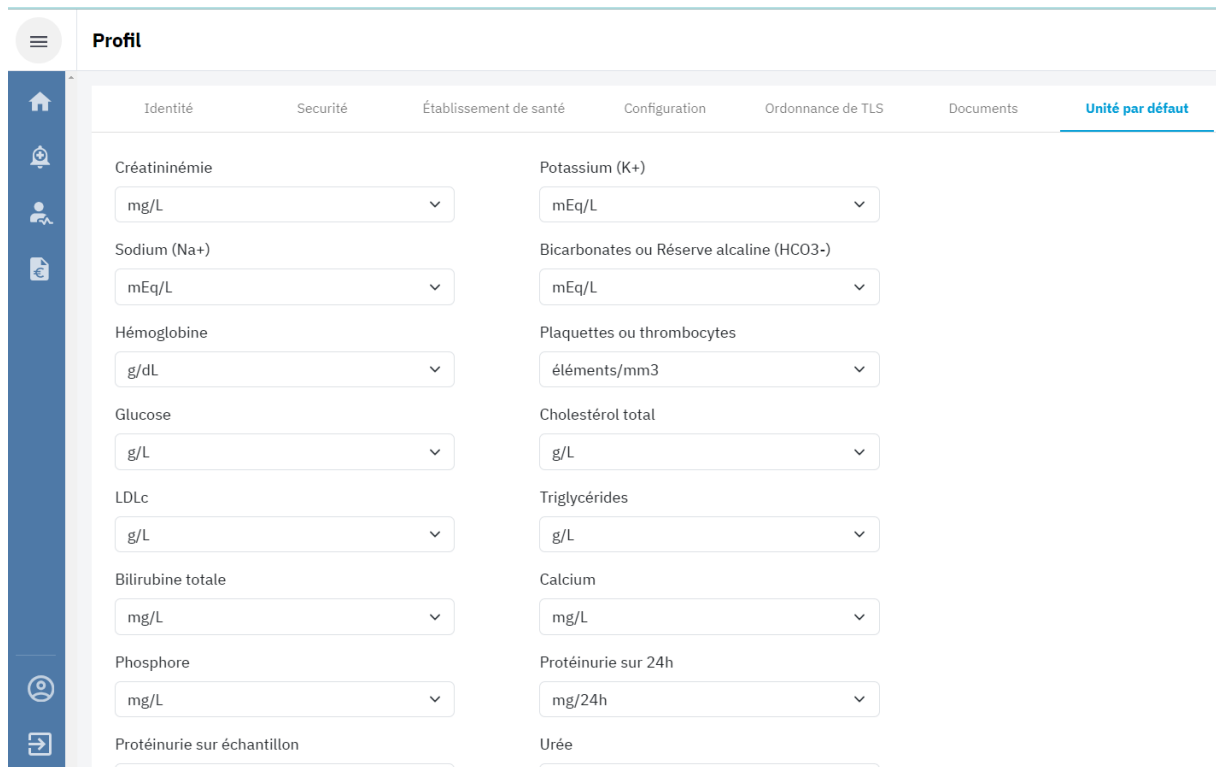 Profil
Identité Securité Établissement de santé Configuration Ordonnance de TLS Documents Unité par défaut
Créatininémie Potassium (K+)
mg/L mEq/L
Sodium (Na+) Bicarbonates ou Réserve alcaline (HCO3-)
mEq/L mEq/L
Hémoglobine Plaquettes ou thrombocytes
g/dL éléments/mm3
Glucose Cholestérol total
g/L g/L
LDLc Triglycérides
g/L g/L
Bilirubine totale Calcium
mg/L mg/L
Phosphore Protéinurie sur 24h
mg/L mg/24h
Protéinurie sur échantillon Urée